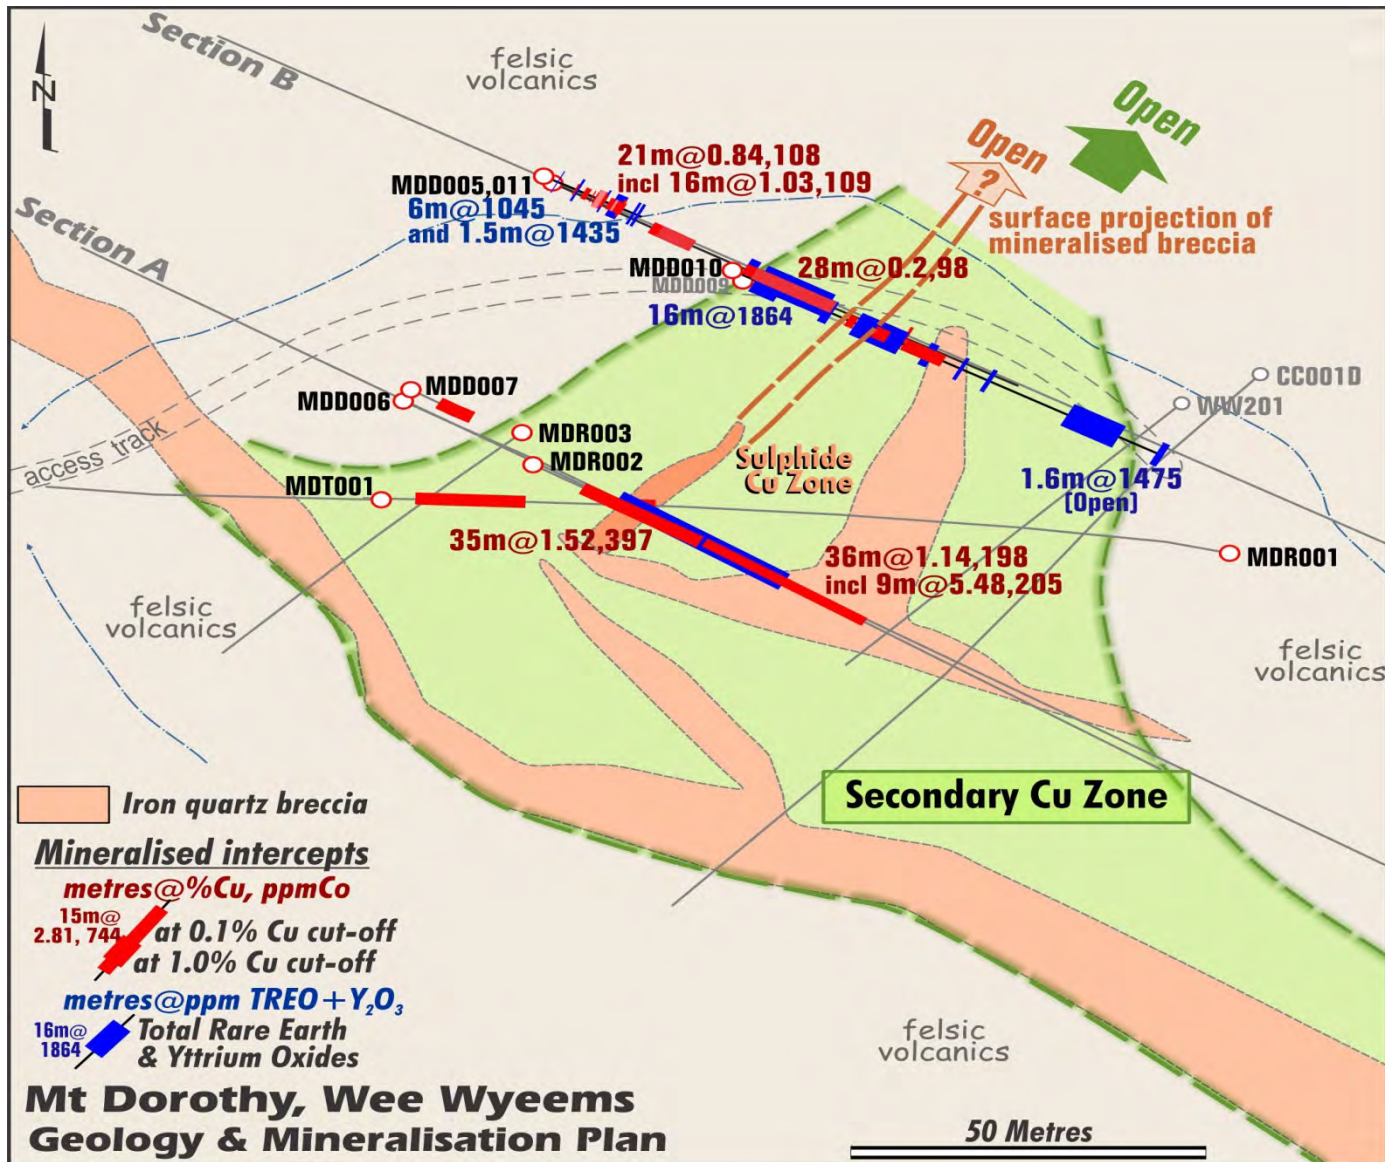 Section B
felsic
volcanics
N
Open
Open
?
21m@0.84,108
incl 16m@1.03,109
MDD005,011
6m@1045
and 1.5m@1435
Section A
surface projection of
mineralised breccia
MDD010
MDD009
28m@0.2,98
16m@1864
CC001D
WW201
MDD007
MDD006
MDR003
MDR002
access track
MDT001
Sulphide
Cu Zone
1.6m@1475
[Open]
35m@1.52,397
MDR001
36m@1.14,198
incl 9m@5.48,205
felsic
volcanics
felsic
volcanics
Secondary Cu Zone
Iron quartz breccia
Mineralised intercepts
metres@%Cu, ppmCo
15m@
2.81, 744
at 0.1% Cu cut-off
at 1.0% Cu cut-off
metres@ppm TREO+Y₂O₃
16m@
1864
Total Rare Earth
& Yttrium Oxides
felsic
volcanics
Mt Dorothy, Wee Wyeems
Geology & Mineralisation Plan
50 Metres